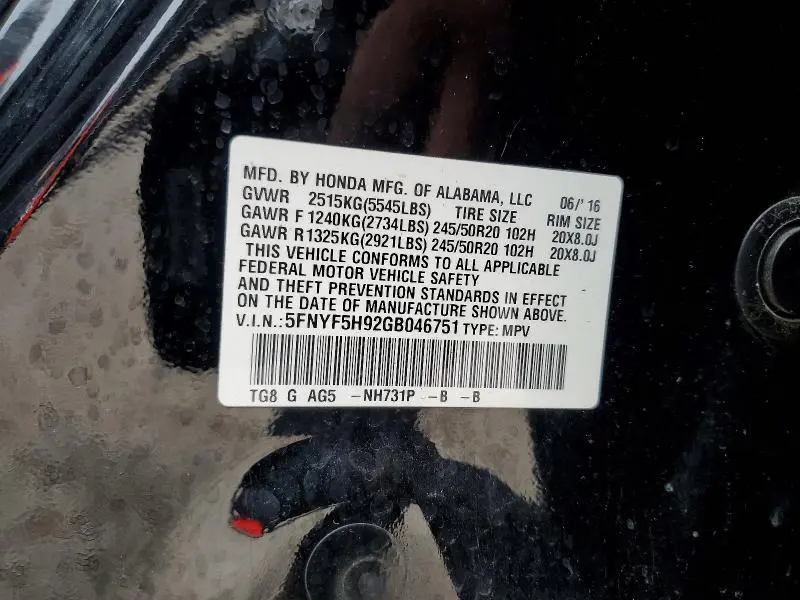 MFD. BY HONDA MFG. OF ALABAMA, LLC 06/'16
GVWR 2515KG(5545LBS) TIRE SIZE RIM SIZE
GAWR F 1240KG(2734LBS) 245/50R20 102H 20X8.0J
GAWR R1325KG(2921LBS) 245/50R20 102H 20X8.0J
THIS VEHICLE CONFORMS TO ALL APPLICABLE
FEDERAL MOTOR VEHICLE SAFETY
AND THEFT PREVENTION STANDARDS IN EFFECT
ON THE DATE OF MANUFACTURE SHOWN ABOVE.
V.I.N.:5FNYF5H92GB046751 TYPE: MPV
TG8 G AG5 -NH731P -B -B